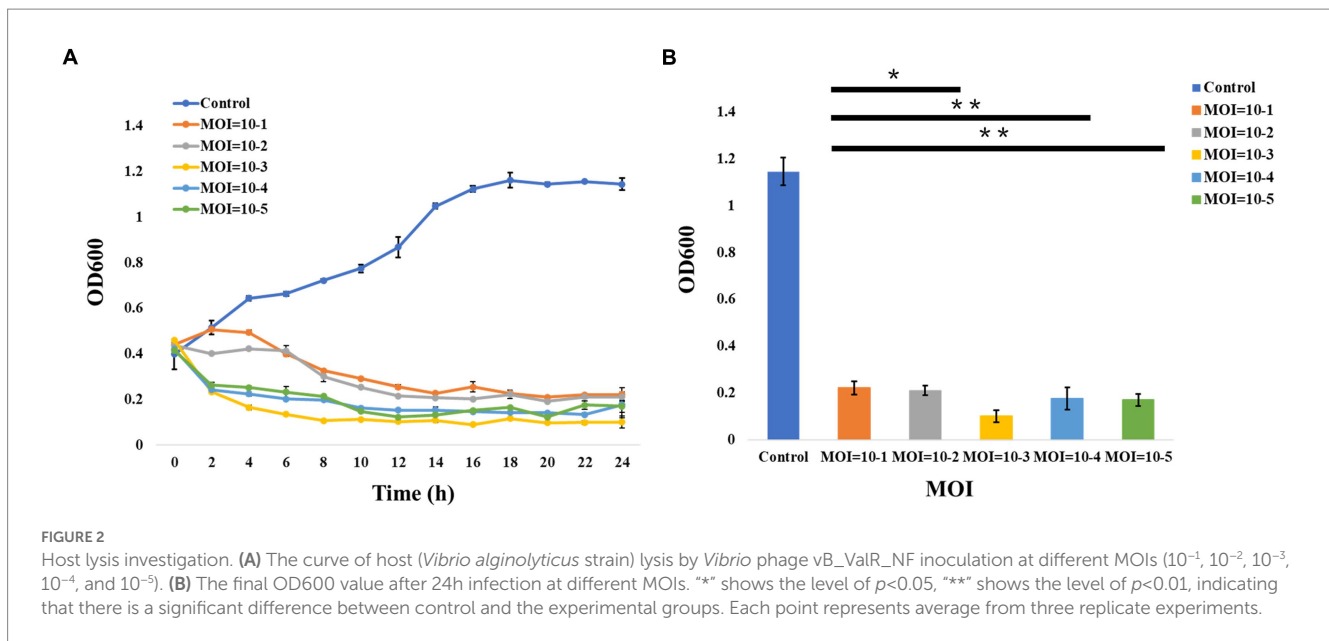 A
Control
MOI=10-1
MOI=10-2
MOI=10-3
MOI=10-4
MOI=10-5
1.4
1.2
1
0.8
0.6
0.4
0.2
0
OD600
0 2 4 6 8 10 12 14 16 18 20 22 24
Time (h)
B
*
**
**
Control
MOI=10-1
MOI=10-2
MOI=10-3
MOI=10-4
MOI=10-5
1.4
1.2
1
0.8
0.6
0.4
0.2
0
OD600
Control MOI=10-1 MOI=10-2 MOI=10-3 MOI=10-4 MOI=10-5
MOI
FIGURE 2
Host lysis investigation. (A) The curve of host (Vibrio alginolyticus strain) lysis by Vibrio phage vB_ValR_NF inoculation at different MOIs (10⁻¹, 10⁻², 10⁻³,
10⁻⁴, and 10⁻⁵). (B) The final OD600 value after 24h infection at different MOIs. “*” shows the level of p<0.05, “**” shows the level of p<0.01, indicating
that there is a significant difference between control and the experimental groups. Each point represents average from three replicate experiments.